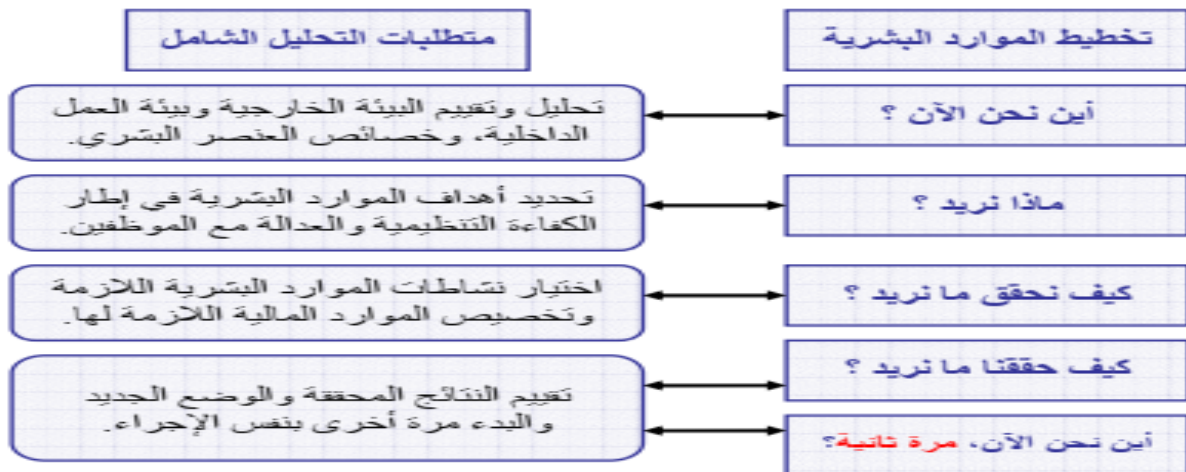 تخطيط الموارد البشرية
متطلبات التحليل الشامل
أين نحن الآن ؟
تحليل وتقييم البيئة الخارجية وبيئة العمل
الداخلية، وخصائص العنصر البشري.
ماذا نريد ؟
تحديد أهداف الموارد البشرية في إطار
الكفاءة التنظيمية والعدالة مع الموظفين.
كيف نحقق ما نريد ؟
اختيار نشاطات الموارد البشرية اللازمة
وتخصيص الموارد المالية اللازمة لها.
كيف حققنا ما نريد ؟
أين نحن الآن، مرة ثانية؟
تقييم النتائج المحققة والوضع الجديد
والبدء مرة أخرى بنفس الإجراء.